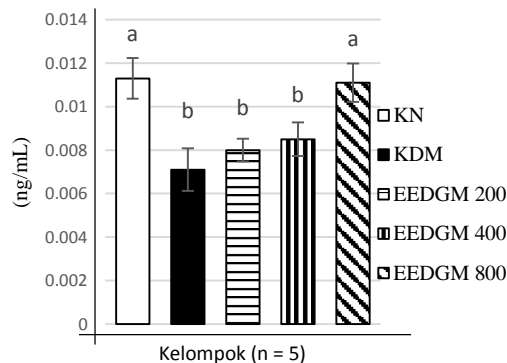 0.014
0.012
0.01
0.008
0.006
0.004
0.002
0
(ng/mL)
a
b
b
b
a
KN
KDM
EEDGM 200
EEDGM 400
EEDGM 800
Kelompok (n = 5)